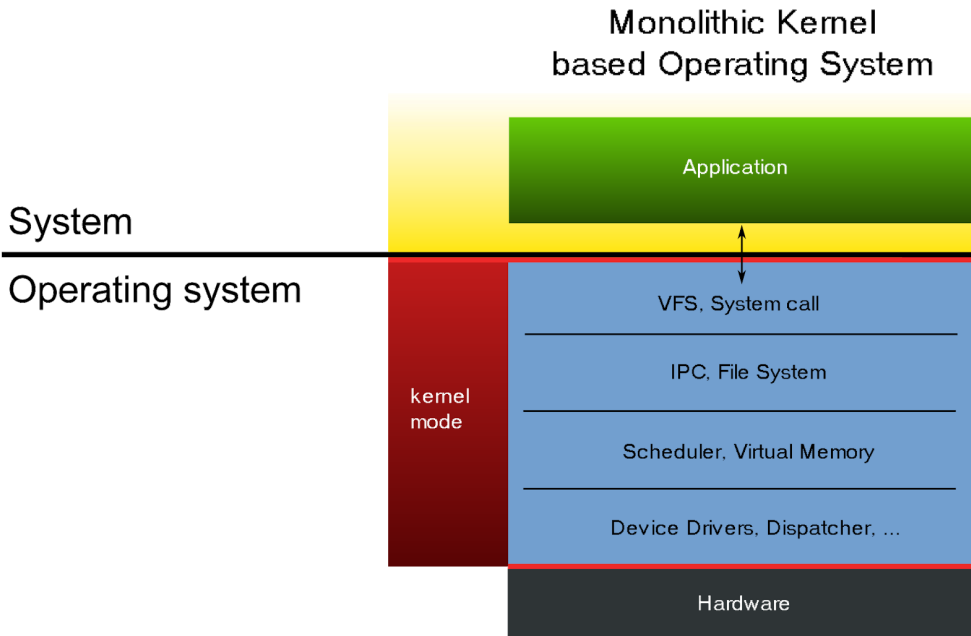 Monolithic Kernel
based Operating System
Application
System
Operating system
VFS, System call
IPC, File System
kernel
mode
Scheduler, Virtual Memory
Device Drivers, Dispatcher, ...
Hardware